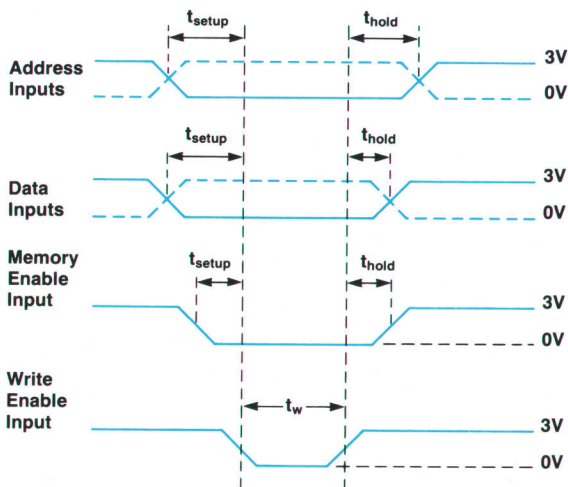 tsetup
thold
Address
Inputs
3V
0V
tsetup
thold
Data
Inputs
3V
0V
Memory
Enable
Input
tsetup
thold
3V
0V
Write
Enable
Input
tw
3V
0V